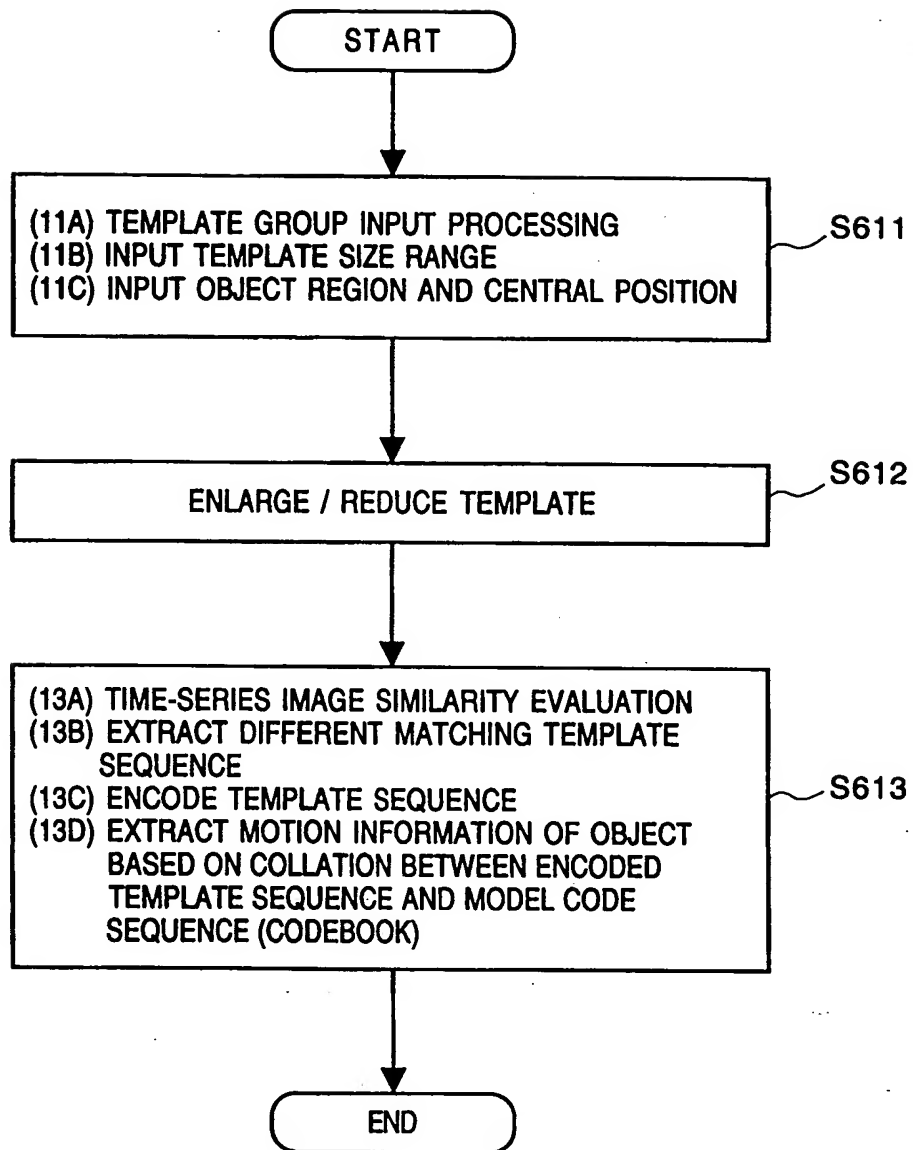 START
(11A) TEMPLATE GROUP INPUT PROCESSING
(11B) INPUT TEMPLATE SIZE RANGE
(11C) INPUT OBJECT REGION AND CENTRAL POSITION
S611
ENLARGE / REDUCE TEMPLATE
S612
(13A) TIME-SERIES IMAGE SIMILARITY EVALUATION
(13B) EXTRACT DIFFERENT MATCHING TEMPLATE
SEQUENCE
(13C) ENCODE TEMPLATE SEQUENCE
(13D) EXTRACT MOTION INFORMATION OF OBJECT
BASED ON COLLATION BETWEEN ENCODED
TEMPLATE SEQUENCE AND MODEL CODE
SEQUENCE (CODEBOOK)
S613
END